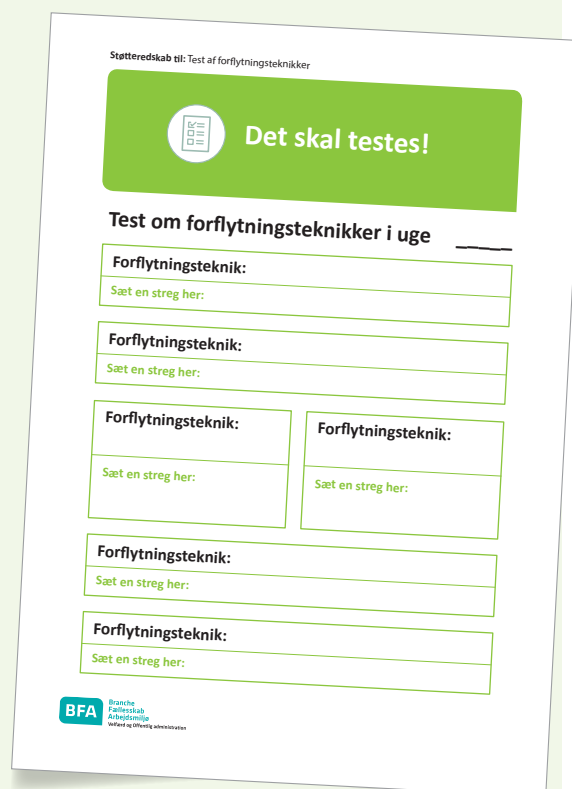 Støtteredskab til: Test af forflytningsteknikker
Det skal testes!
Test om forflytningsteknikker i uge _____
Forflytningsteknik:
Sæt en streg her:
Forflytningsteknik:
Sæt en streg her:
Forflytningsteknik:
Sæt en streg her:
Forflytningsteknik:
Sæt en streg her:
Forflytningsteknik:
Sæt en streg her:
Forflytningsteknik:
Sæt en streg her:
BFA
Branche
Fællesskab
Arbejdsmiljø
Velfærd og Offentlig administration